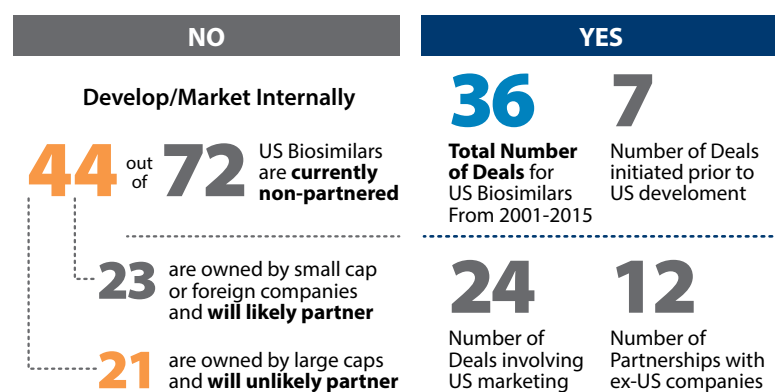 NO
Develop/Market Internally
44 out of 72
US Biosimilars
are currently
non-partnered
23
are owned by small cap
or foreign companies
and will likely partner
21
are owned by large caps
and will unlikely partner
YES
36
Total Number
of Deals for
US Biosimilars
From 2001-2015
7
Number of Deals
initiated prior to
US develoment
24
Number of
Deals involving
US marketing
12
Number of
Partnerships with
ex-US companies